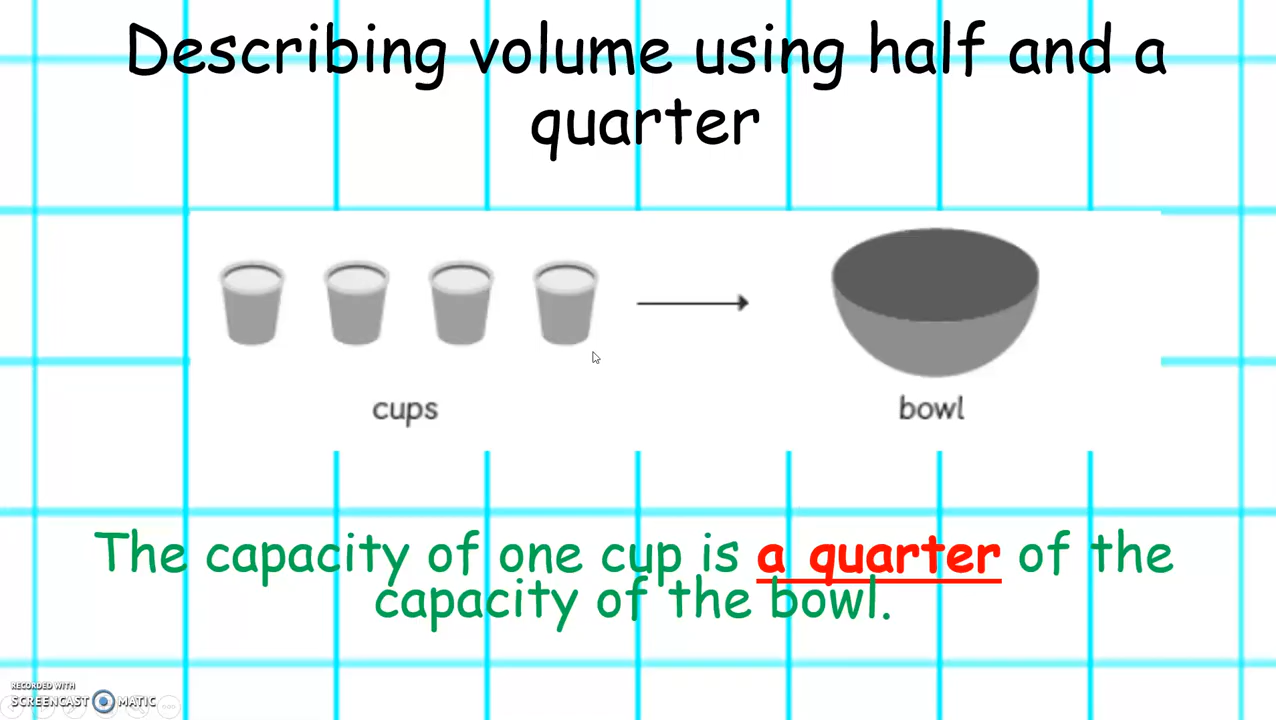 Describing volume using half and a
quarter
cups
bowl
The capacity of one cup is a quarter of the
capacity of the bowl.
RECORDED WITH
SCREENCAST MATIC